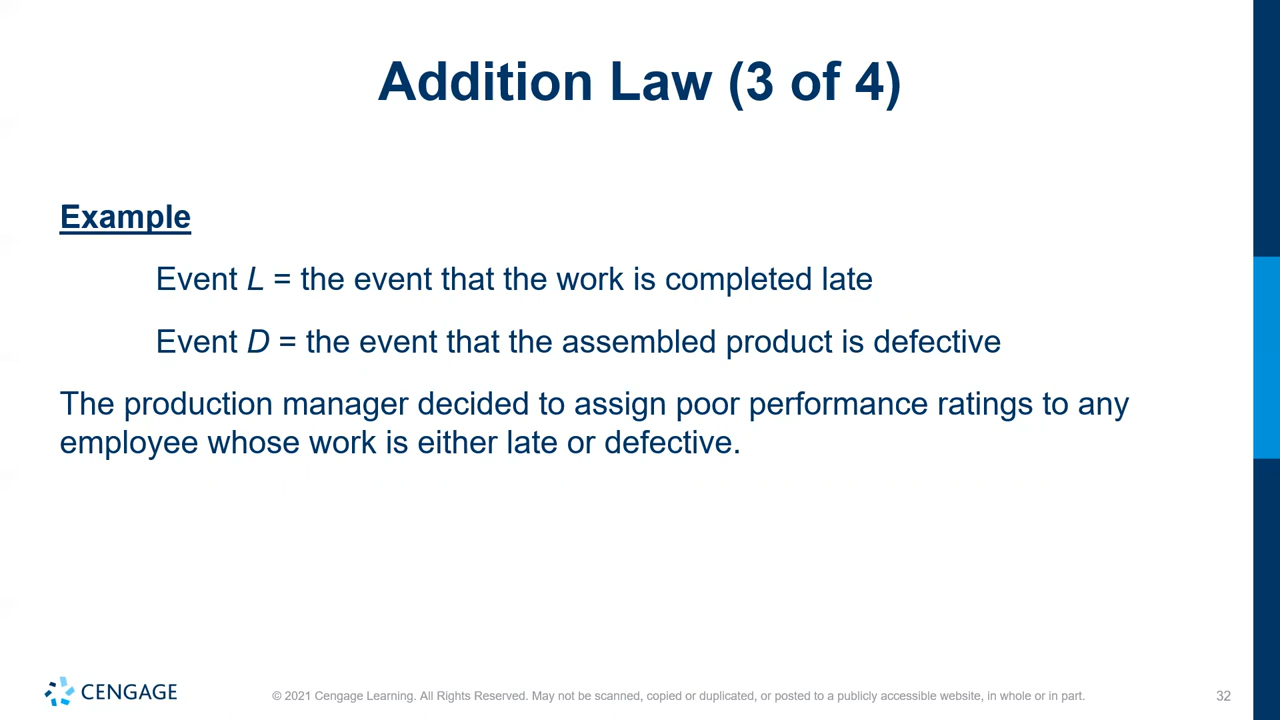 Addition Law (3 of 4)
Example
Event L = the event that the work is completed late
Event D = the event that the assembled product is defective
The production manager decided to assign poor performance ratings to any
employee whose work is either late or defective.
CENGAGE
© 2021 Cengage Learning. All Rights Reserved. May not be scanned, copied or duplicated, or posted to a publicly accessible website, in whole or in part.
32